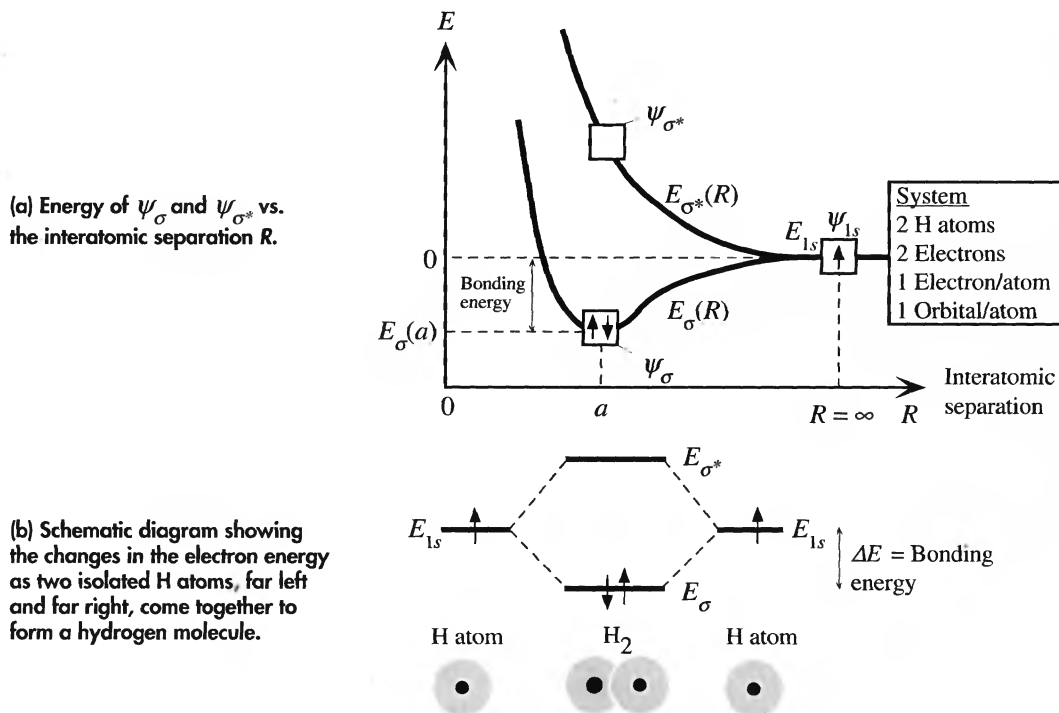 (a) Energy of ψσ and ψσ* vs.
the interatomic separation R.
E
ψσ*
Eσ*(R)
E1s
ψ1s
System
2 H atoms
2 Electrons
1 Electron/atom
1 Orbital/atom
0
Bonding
energy
Eσ(R)
Eσ(a)
ψσ
0
a
R = ∞
R
Interatomic
separation
(b) Schematic diagram showing
the changes in the electron energy
as two isolated H atoms, far left
and far right, come together to
form a hydrogen molecule.
Eσ*
E1s
E1s
ΔE = Bonding
energy
Eσ
H atom
H2
H atom